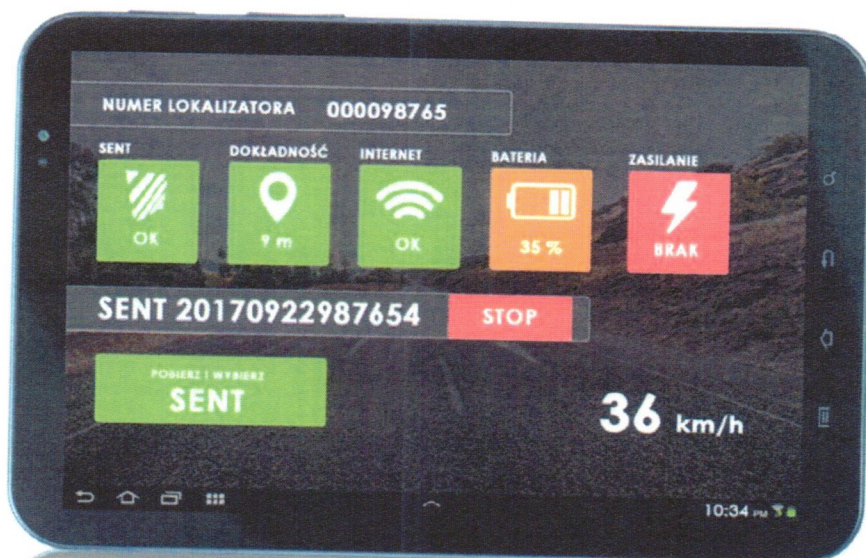 NUMER LOKALIZATORA 000098765
SENT DOKŁADNOŚĆ INTERNET BATERIA ZASILANIE
OK 9 m OK 35 % BRAK
SENT 20170922987654 STOP
POBIERZ I WYBIERZ
SENT
36 km/h
10:34 PM